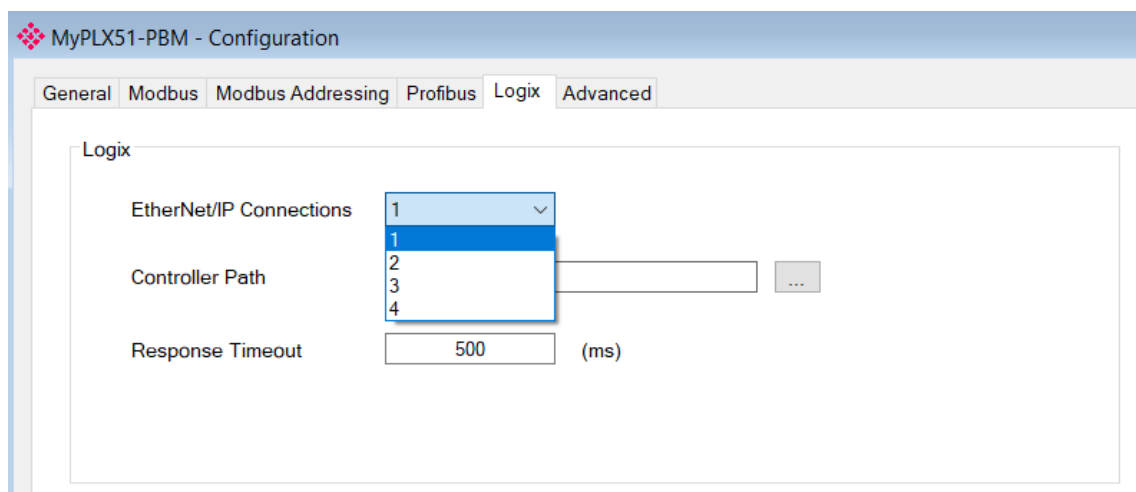 MyPLX51-PBM - Configuration
General Modbus Modbus Addressing Profibus Logix Advanced
Logix
EtherNet/IP Connections 1
1
2
Controller Path ...
3
4
Response Timeout 500 (ms)